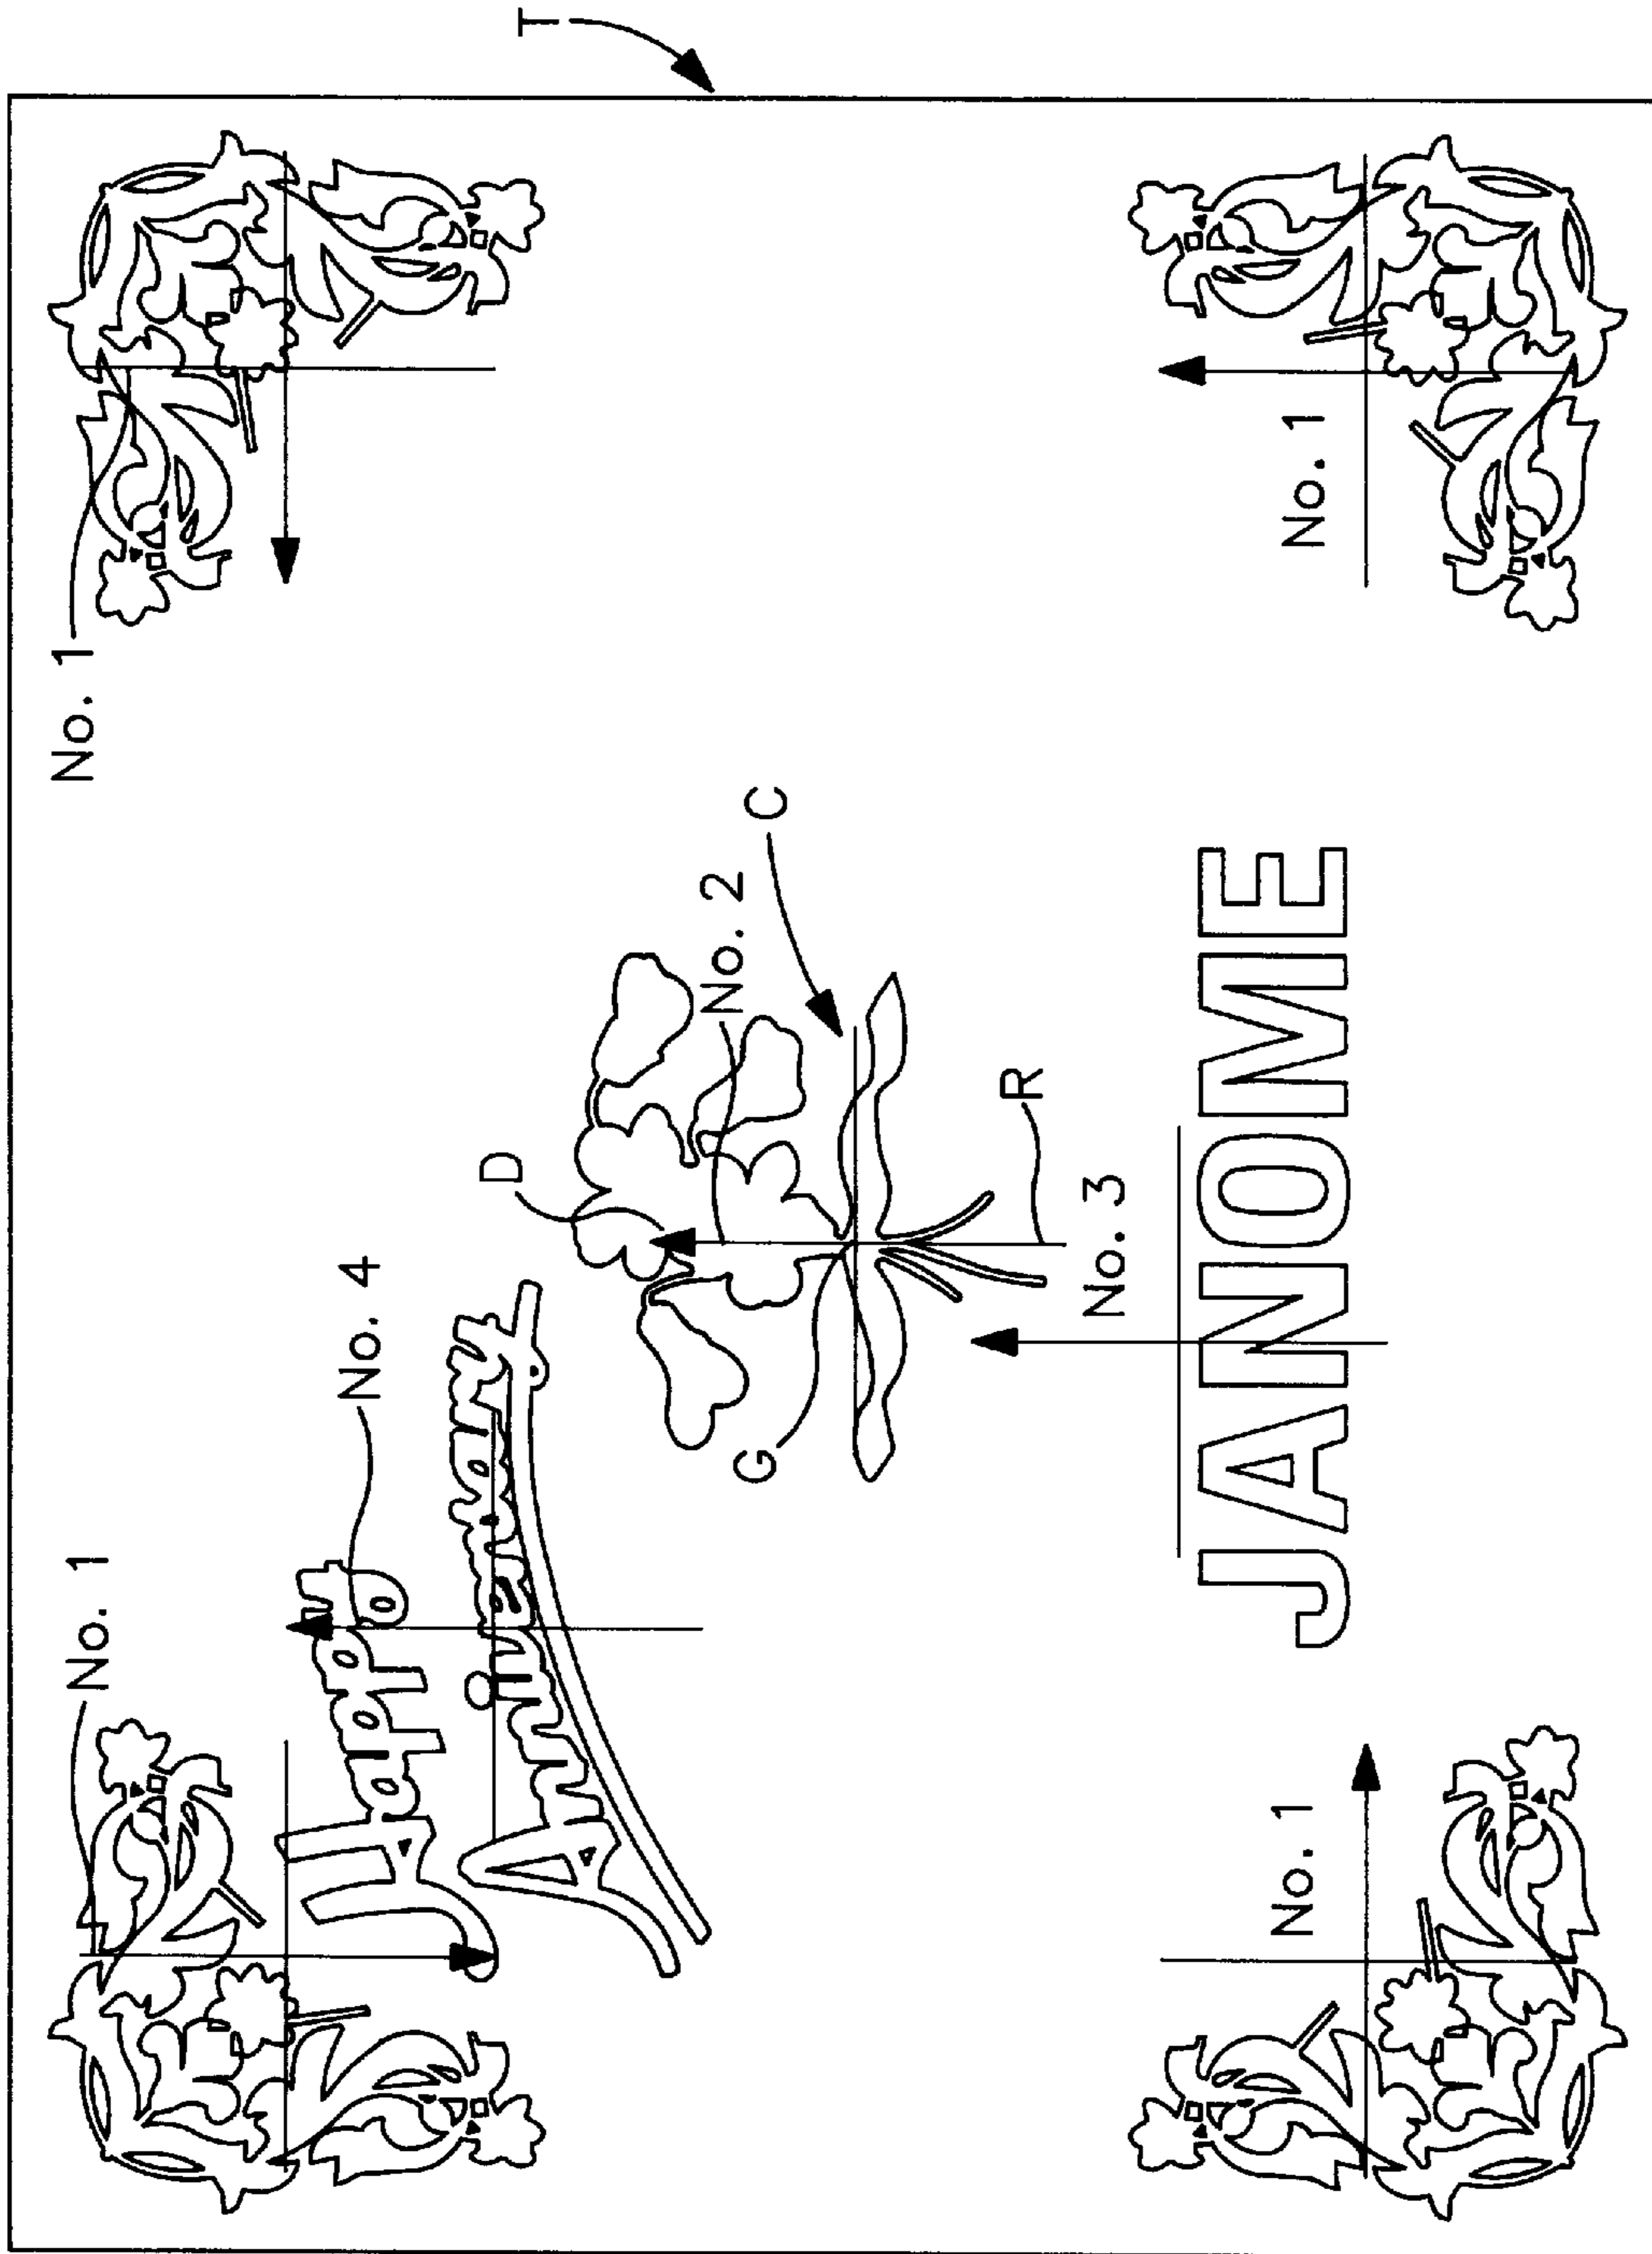 No. 1
No. 1
T
Happy
No. 4
Anniversary
D
No. 2
G
C
R
No. 3
JANOME
No. 1
No. 1